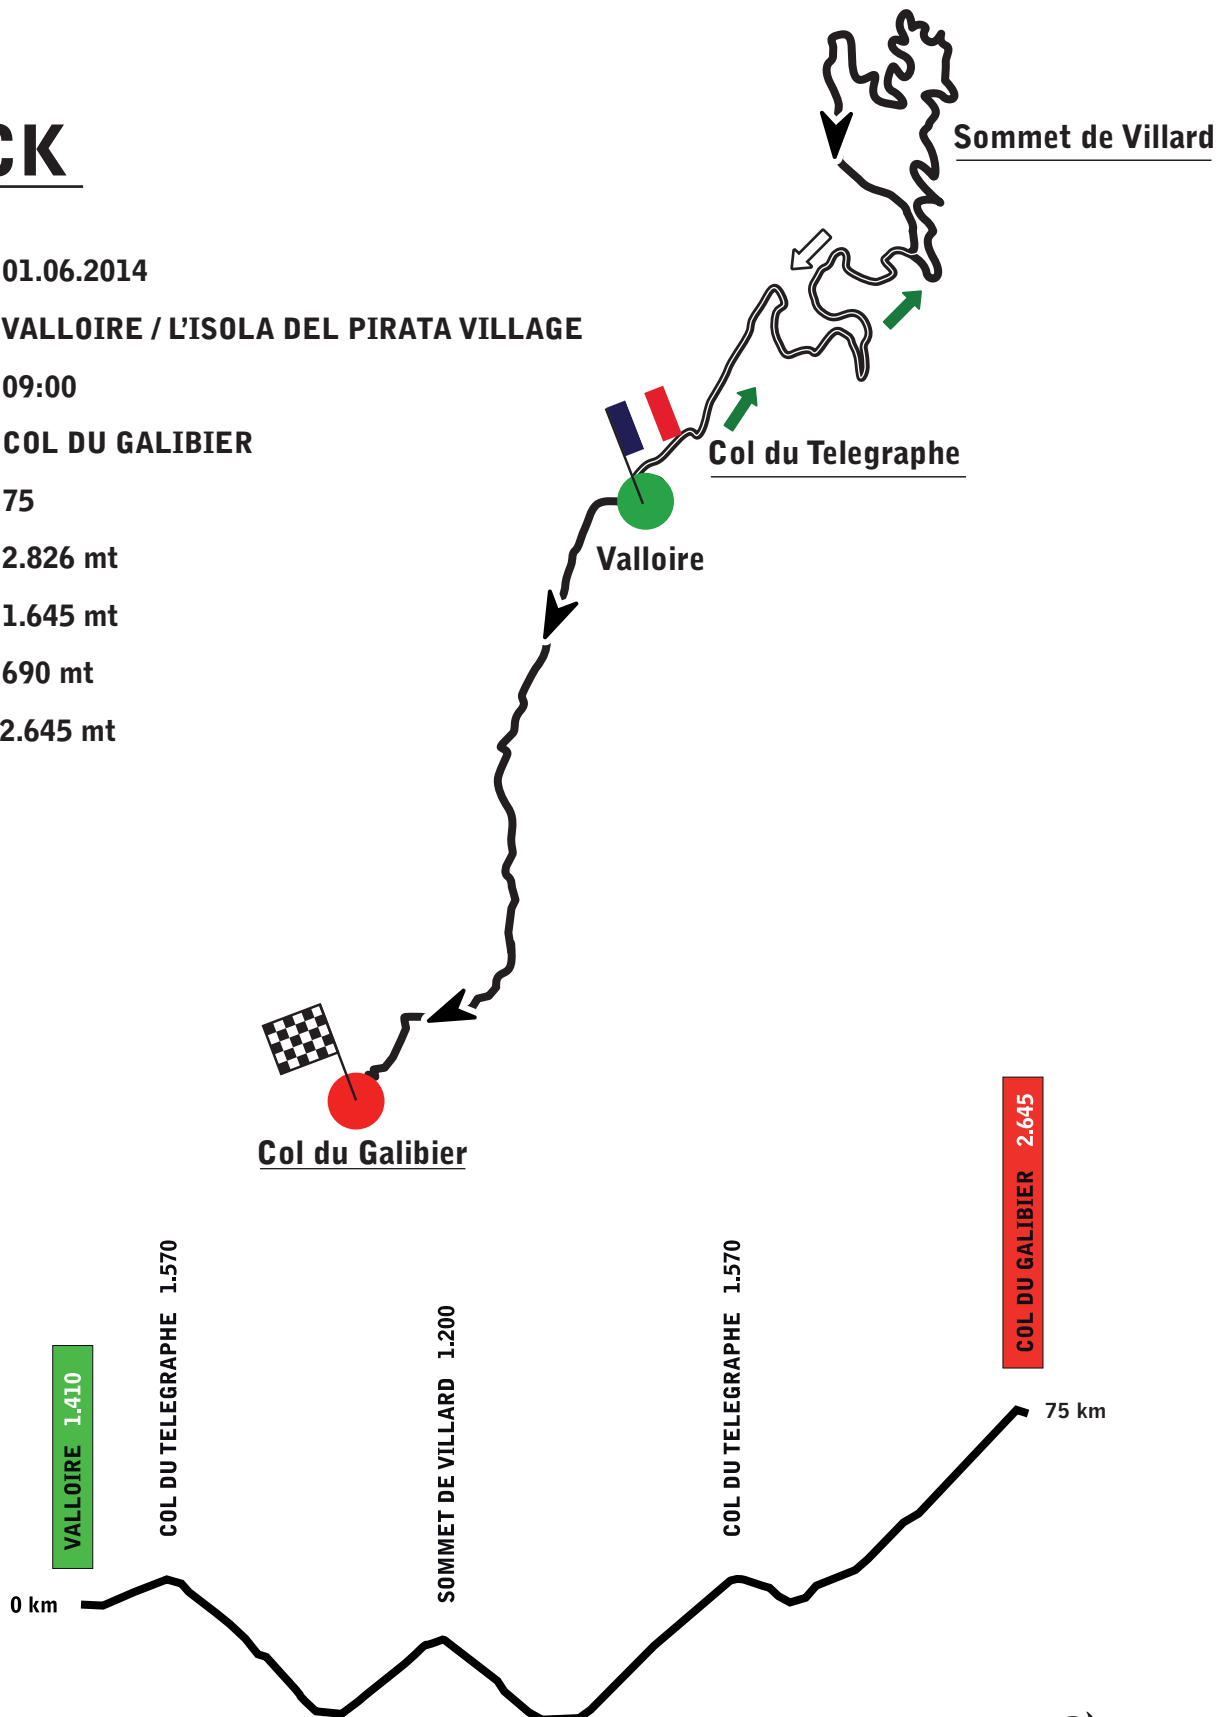 CK
Sommet de Villard
01.06.2014
VALLOIRE / L’ISOLA DEL PIRATA VILLAGE
09:00
COL DU GALIBIER
Col du Telegraphe
75
Valloire
2.826 mt
1.645 mt
690 mt
2.645 mt
Col du Galibier
VALLOIRE 1.410
COL DU TELEGRAPHE 1.570
SOMMET DE VILLARD 1.200
COL DU TELEGRAPHE 1.570
COL DU GALIBIER 2.645
75 km
0 km